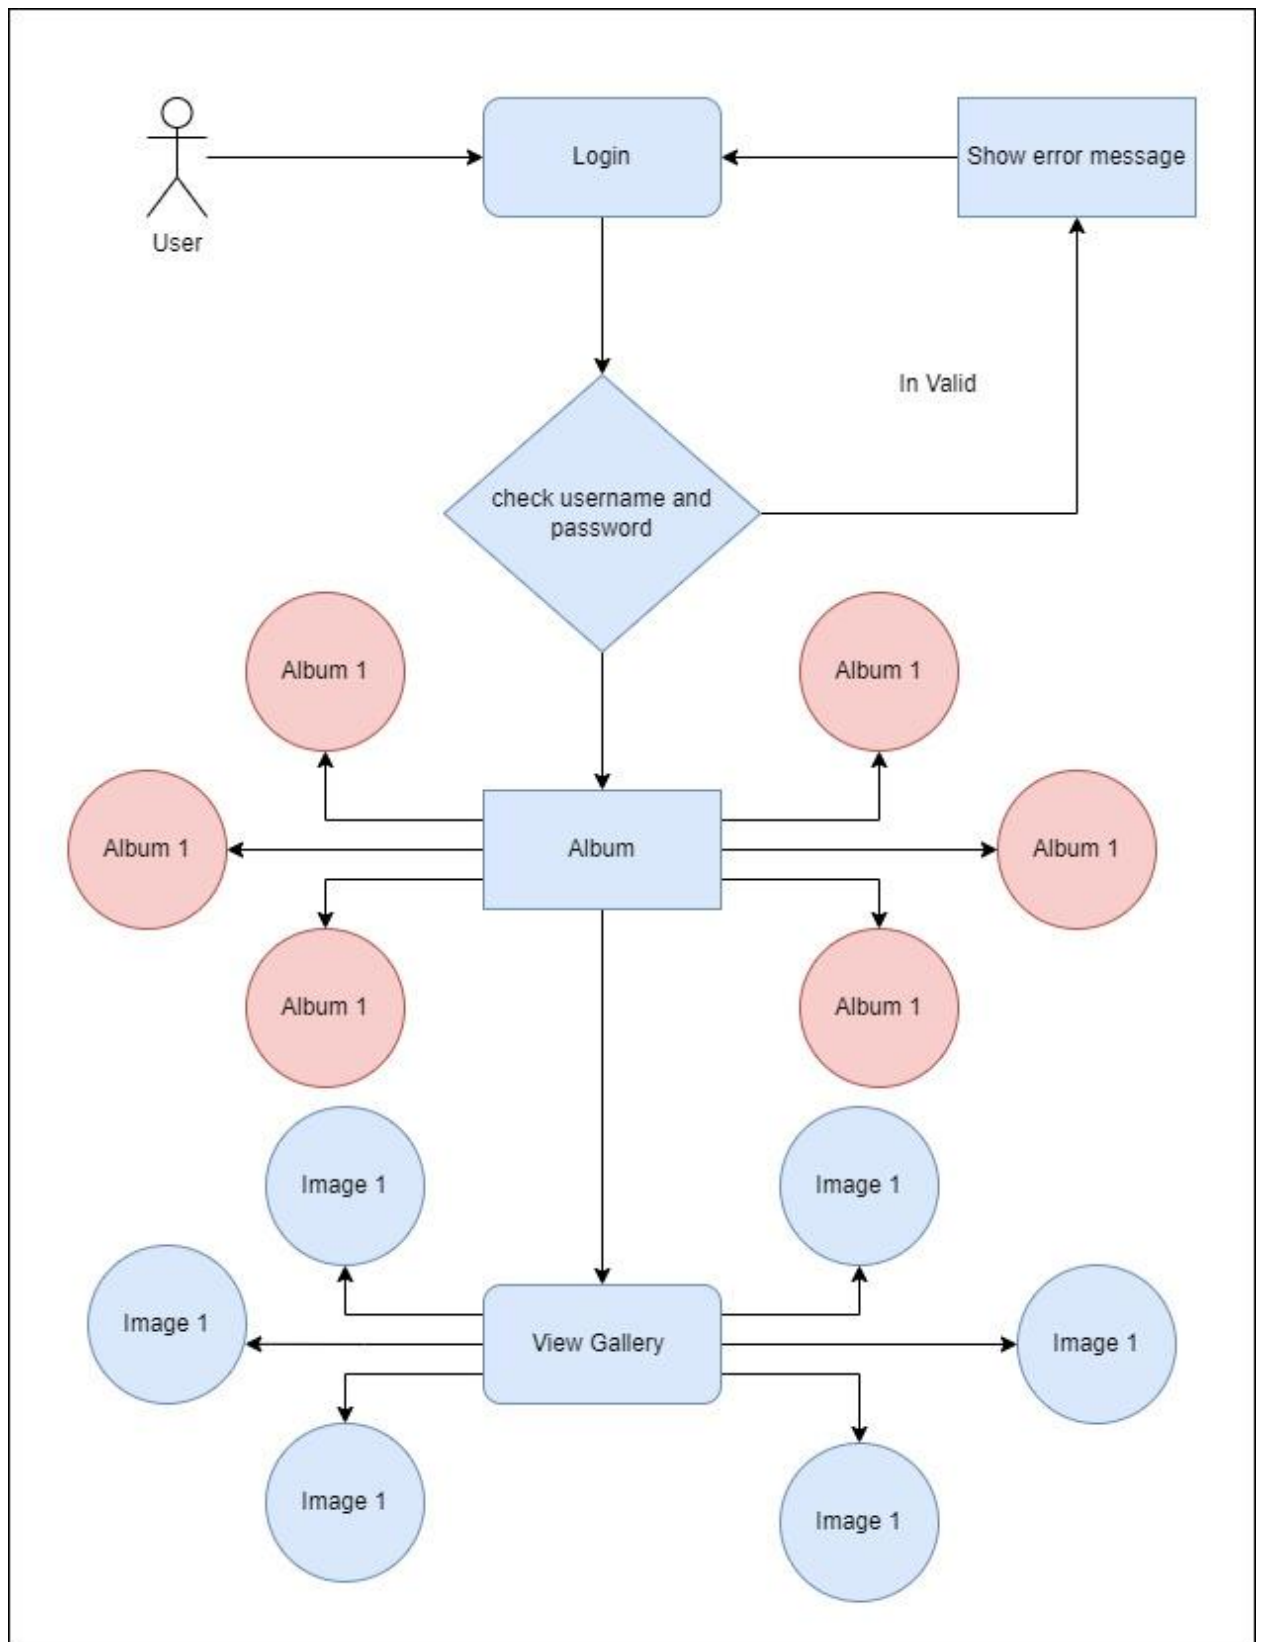 Login
Show error message
User
In Valid
check username and
password
Album 1
Album 1
Album 1
Album
Album 1
Album 1
Album 1
Image 1
Image 1
Image 1
View Gallery
Image 1
Image 1
Image 1